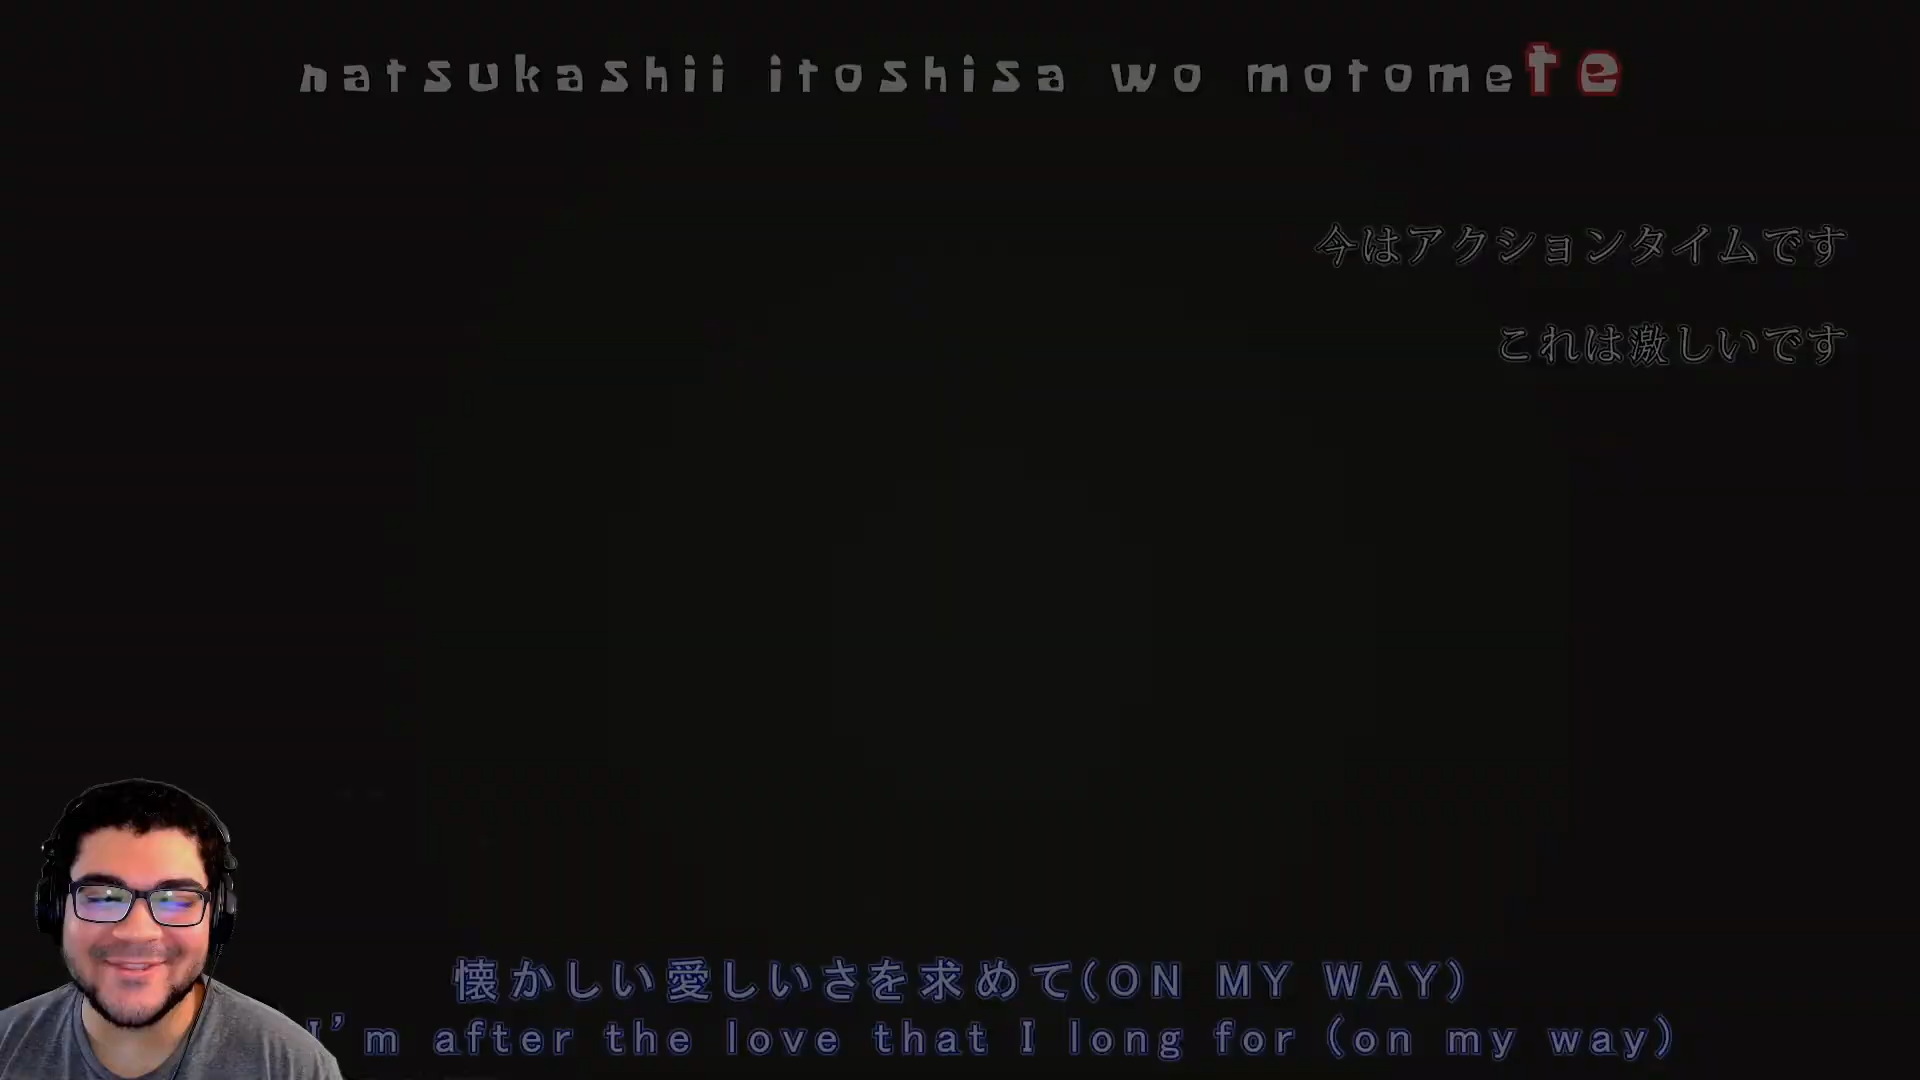 natsukashii itoshisa wo motomete
今はアクションタイムです
これは激しいです
懐かしい愛しいさを求めて(ON MY WAY)
I'm after the love that I long for (on my way)